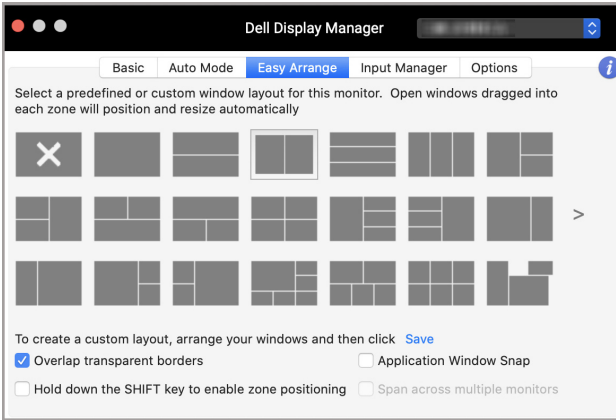 Dell Display Manager
Basic Auto Mode Easy Arrange Input Manager Options i
Select a predefined or custom window layout for this monitor. Open windows dragged into
each zone will position and resize automatically
>
To create a custom layout, arrange your windows and then click Save
Overlap transparent borders Application Window Snap
Hold down the SHIFT key to enable zone positioning Span across multiple monitors